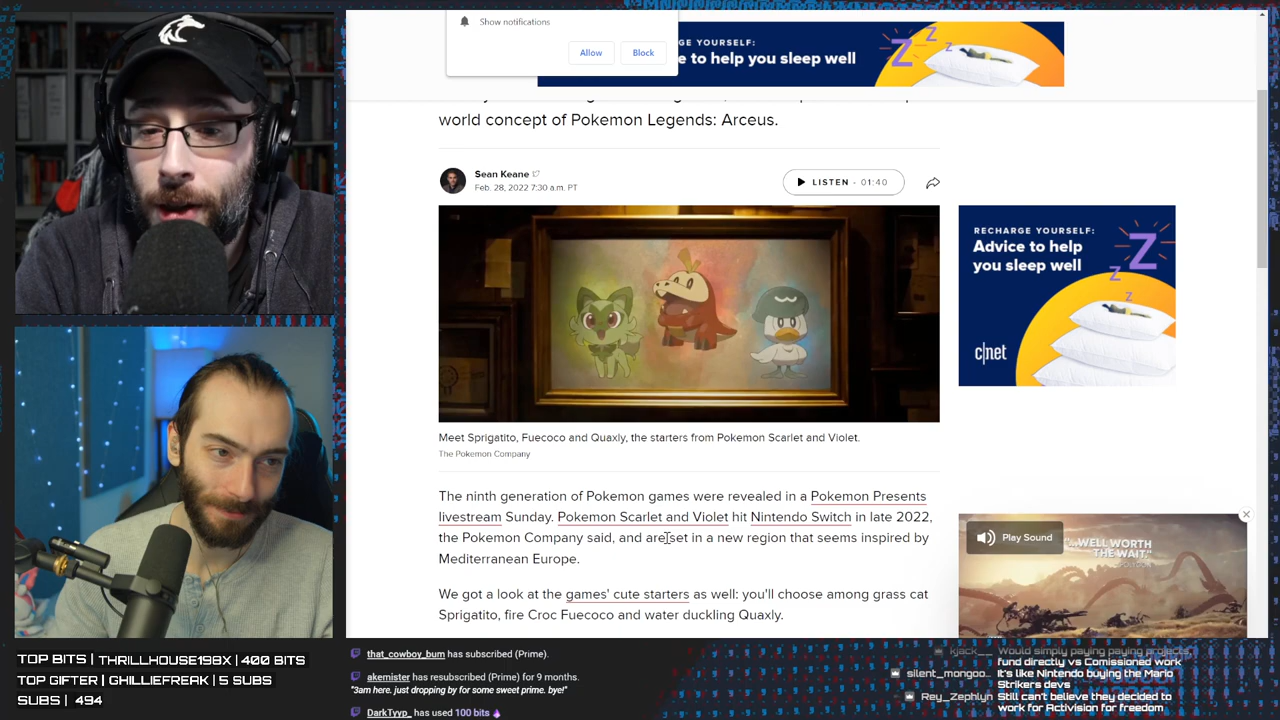 Show notifications
Allow
Block
GE YOURSELF:
e to help you sleep well
world concept of Pokemon Legends: Arceus.
Sean Keane
Feb. 28, 2022 7:30 a.m. PT
LISTEN - 01:40
RECHARGE YOURSELF:
Advice to help
you sleep well
c|net
Meet Sprigatito, Fuecoco and Quaxly, the starters from Pokemon Scarlet and Violet.
The Pokemon Company
The ninth generation of Pokemon games were revealed in a Pokemon Presents
livestream Sunday. Pokemon Scarlet and Violet hit Nintendo Switch in late 2022,
the Pokemon Company said, and are set in a new region that seems inspired by
Mediterranean Europe.
Play Sound
"...WELL WORTH
THE WAIT."
We got a look at the games' cute starters as well: you'll choose among grass cat
Sprigatito, fire Croc Fuecoco and water duckling Quaxly.
TOP BITS | THRILLHOUSE198X | 400 BITS
TOP GIFTER | GHILLIEFREAK | 5 SUBS
SUBS | 494
that_cowboy_bum has subscribed (Prime).
akemister has resubscribed (Prime) for 9 months.
"3am here. just dropping by for some sweet prime. bye!"
DarkTyyp_ has used 100 bits
kjack__ Would simply paying paying projects,
fund directly vs Comissioned work
silent_mongoo... It's like Nintendo buying the Mario
Strikers devs
Rey_Zephlyn Still can't believe they decided to
work for Activision for freedom